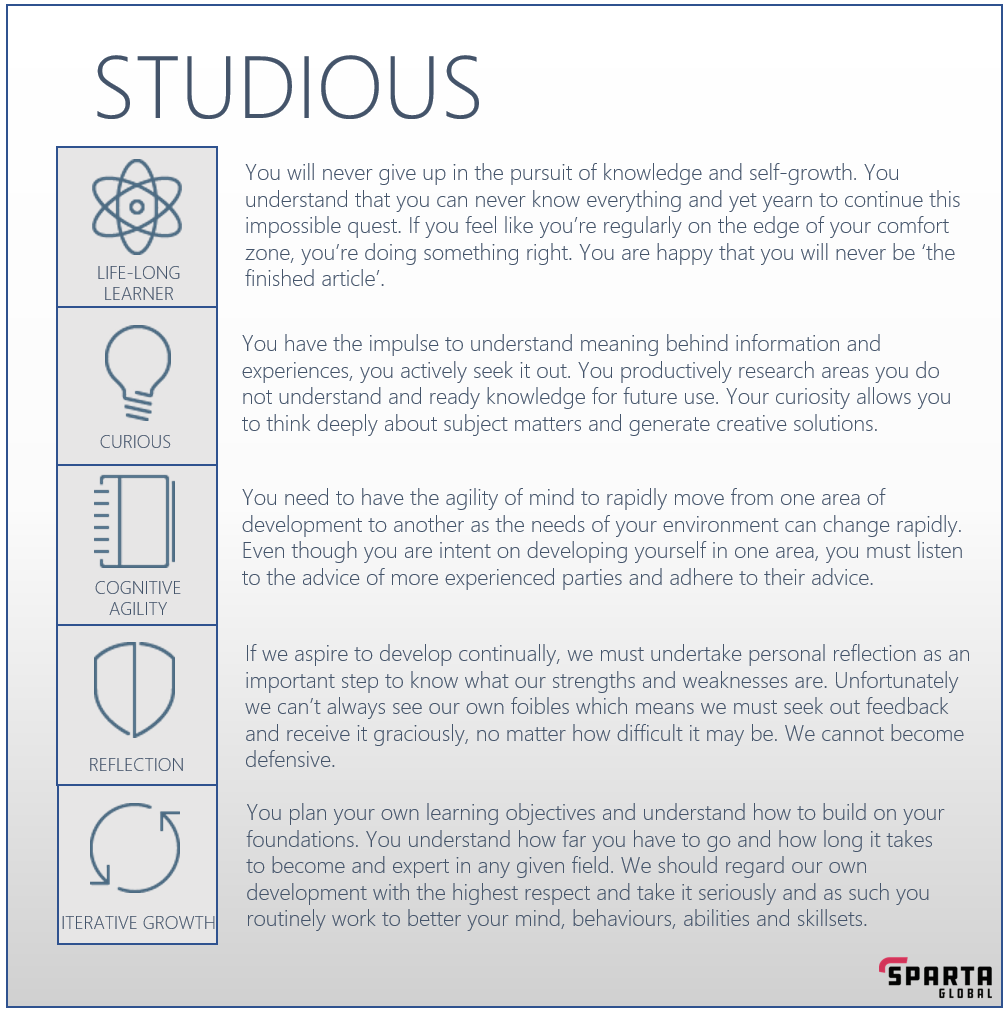 STUDIOUS
LIFE-LONG
LEARNER
You will never give up in the pursuit of knowledge and self-growth. You
understand that you can never know everything and yet yearn to continue this
impossible quest. If you feel like you’re regularly on the edge of your comfort
zone, you’re doing something right. You are happy that you will never be ‘the
finished article’.
CURIOUS
You have the impulse to understand meaning behind information and
experiences, you actively seek it out. You productively research areas you do
not understand and ready knowledge for future use. Your curiosity allows you
to think deeply about subject matters and generate creative solutions.
COGNITIVE
AGILITY
You need to have the agility of mind to rapidly move from one area of
development to another as the needs of your environment can change rapidly.
Even though you are intent on developing yourself in one area, you must listen
to the advice of more experienced parties and adhere to their advice.
REFLECTION
If we aspire to develop continually, we must undertake personal reflection as an
important step to know what our strengths and weaknesses are. Unfortunately
we can’t always see our own foibles which means we must seek out feedback
and receive it graciously, no matter how difficult it may be. We cannot become
defensive.
ITERATIVE GROWTH
You plan your own learning objectives and understand how to build on your
foundations. You understand how far you have to go and how long it takes
to become and expert in any given field. We should regard our own
development with the highest respect and take it seriously and as such you
routinely work to better your mind, behaviours, abilities and skillsets.
SPARTA
GLOBAL